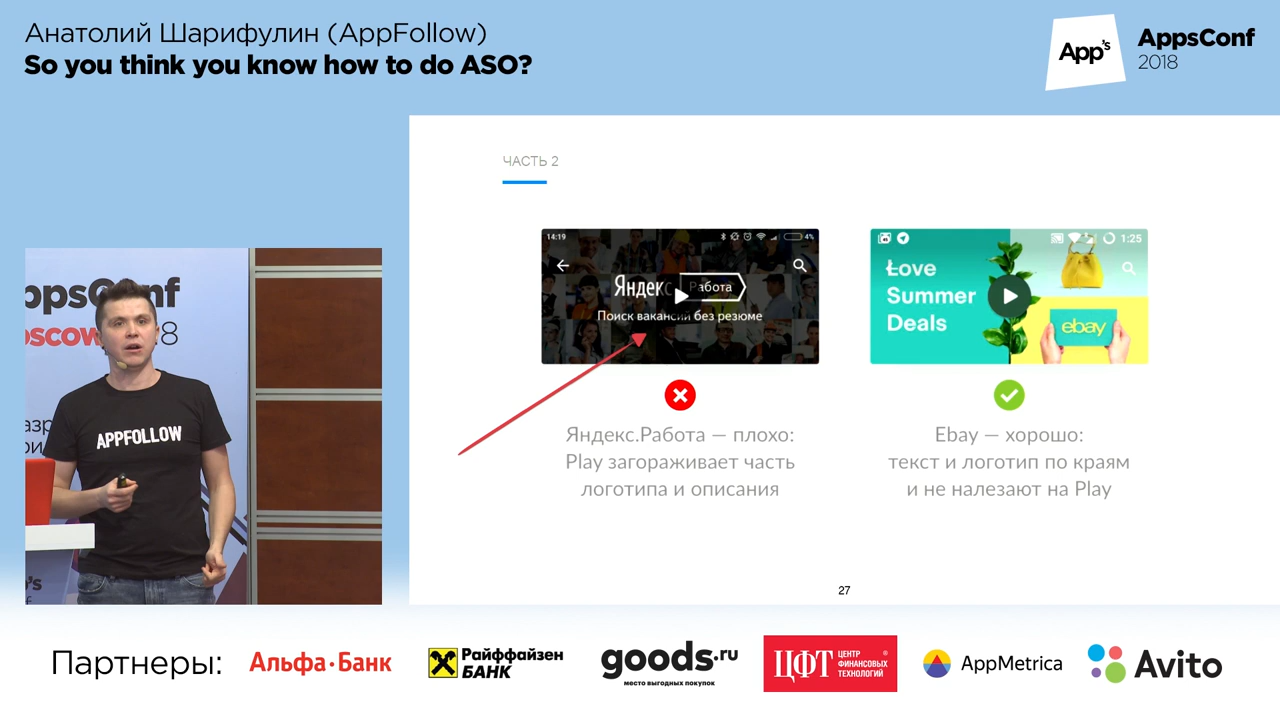 Анатолий Шарифулин (AppFollow)
So you think you know how to do ASO?
App's
AppsConf
2018
ЧАСТЬ 2
14:19
4%
Яндекс Работа
Поиск вакансий без резюме
1:25
Love
Summer
Deals
ebay
Яндекс.Работа — плохо:
Play загораживает часть
логотипа и описания
Ebay — хорошо:
текст и логотип по краям
и не налезают на Play
27
APPFOLLOW
Партнеры:
Альфа·Банк
Райффайзен
БАНК
goods.ru
место выгодных покупок
ЦФТ
ЦЕНТР
ФИНАНСОВЫХ
ТЕХНОЛОГИЙ
®
AppMetrica
Avito